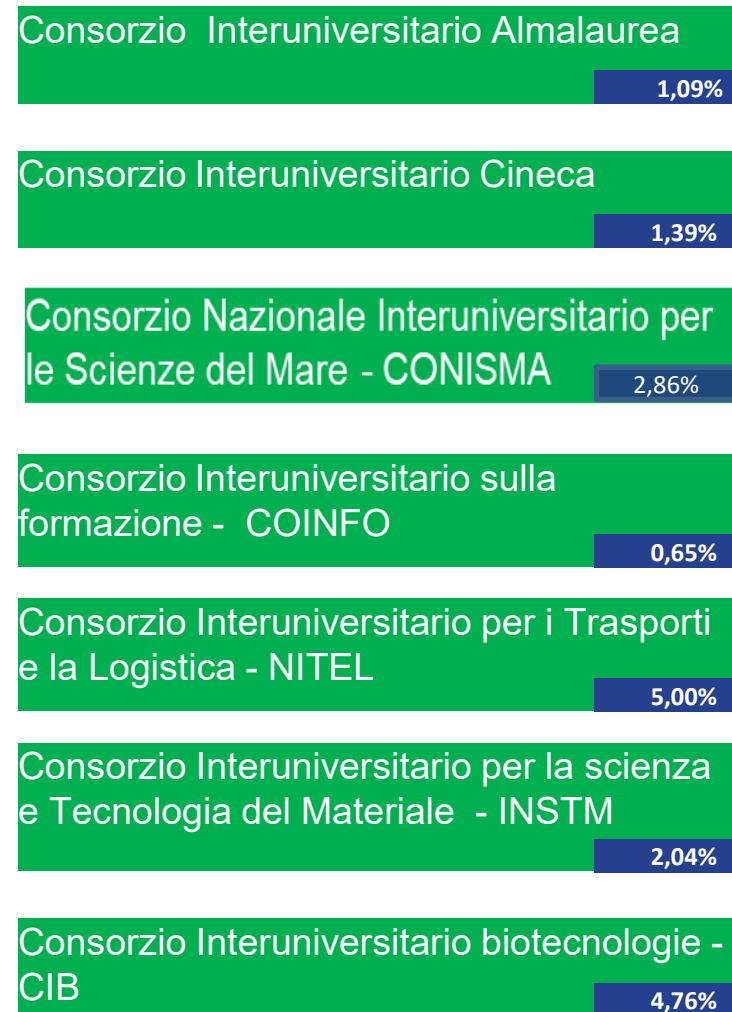 Consorzio Interuniversitario Almalaurea
1,09%
Consorzio Interuniversitario Cineca
1,39%
Consorzio Nazionale Interuniversitario per
le Scienze del Mare - CONISMA
2,86%
Consorzio Interuniversitario sulla
formazione - COINFO
0,65%
Consorzio Interuniversitario per i Trasporti
e la Logistica - NITEL
5,00%
Consorzio Interuniversitario per la scienza
e Tecnologia del Materiale - INSTM
2,04%
Consorzio Interuniversitario biotecnologie -
CIB
4,76%